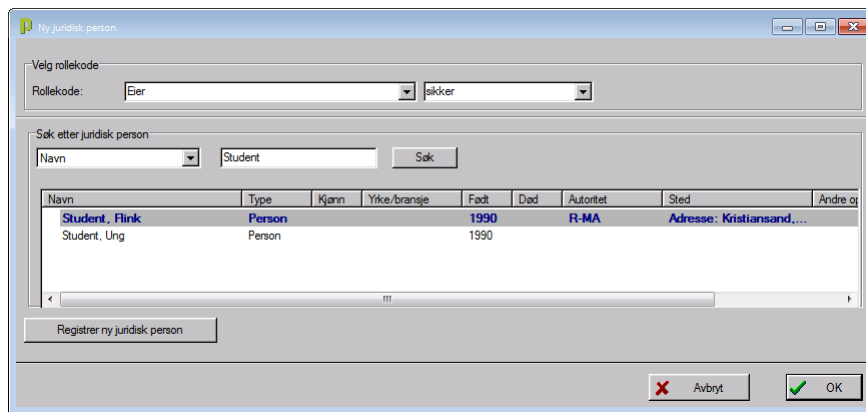 Ny juridisk person
Velg rollekode
Rollekode: Eier sikker
Søk etter juridisk person
Navn Student Søk
Navn Type Kjønn Yrke/bransje Født Død Autoritet Sted Andre op
Student, Flink Person 1990 R-MA Adresse: Kristiansand,...
Student, Ung Person 1990
Registrer ny juridisk person
Avbryt OK